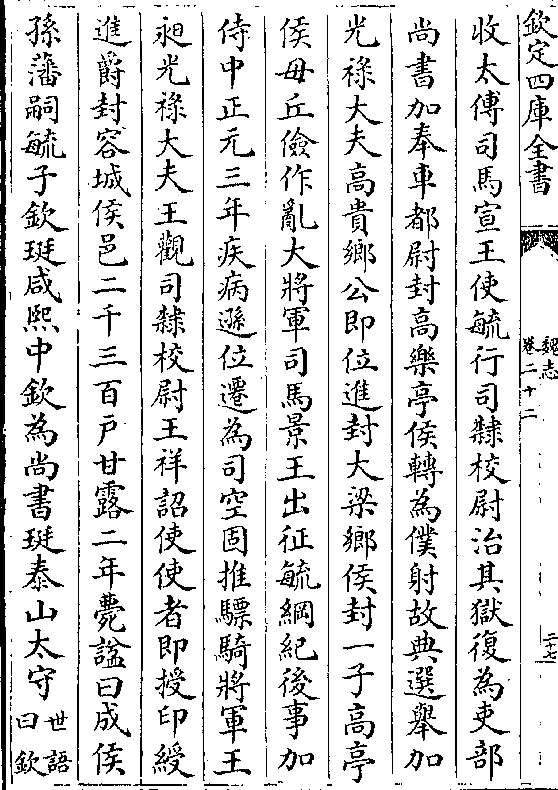 欽定四庫全書
魏志
卷二十二
二十七
收太傅司馬宣王使毓行司隸校尉治其獄復為吏部
尚書加奉車都尉封高樂亭侯轉為僕射故典選舉加
光祿大夫高貴鄉公即位進封大梁鄉侯封一子高亭
侯毋丘儉作亂大將軍司馬景王出征毓綱紀後事加
侍中正元三年疾病遜位遷為司空固推驃騎將軍王
昶光祿大夫王觀司隸校尉王祥詔使使者即授印綬
進爵封容城侯邑二千三百戶甘露二年薨諡曰成侯
孫藩嗣毓子欽珽咸熙中欽為尚書珽泰山太守世語
曰欽